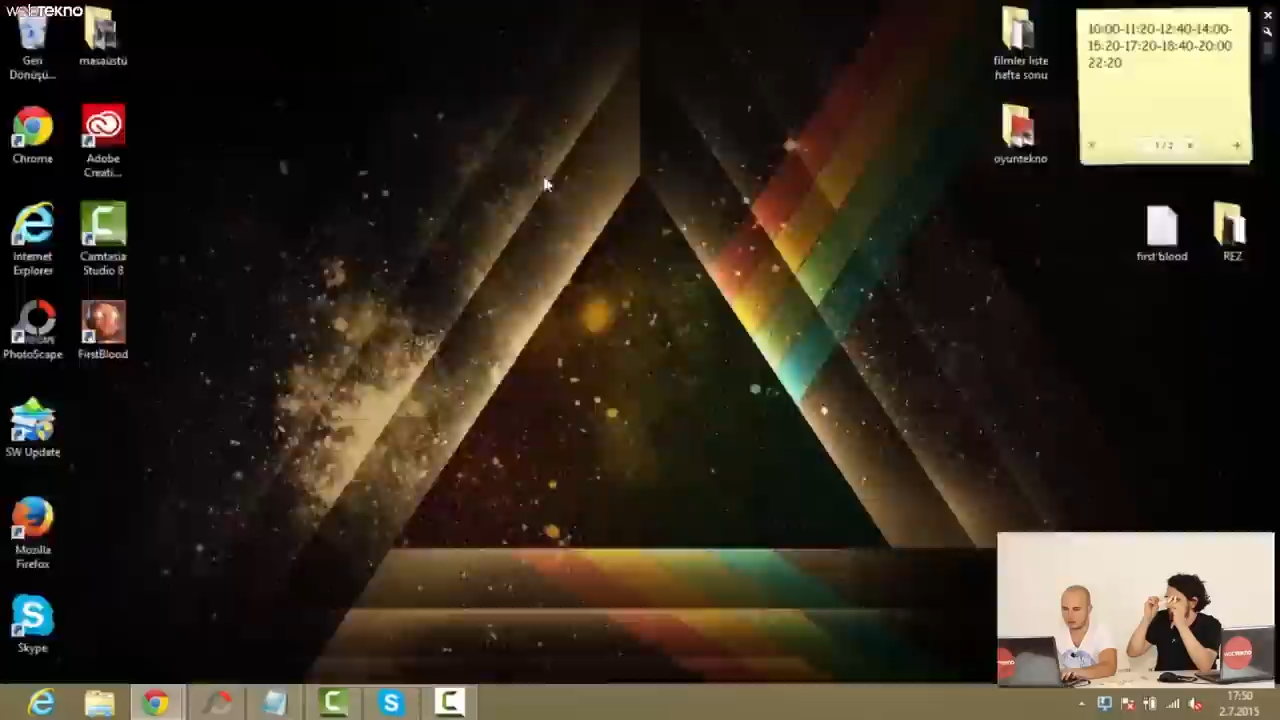 webTEKNO
Geri
Dönüşü...
masaüstü
filmler liste
hafta sonu
10:00-11:20-12:40-14:00-
15:20-17:20-18:40-20:00
22:20
1 / 2
Chrome
Adobe
Creati...
oyuntekno
Internet
Explorer
Camtasia
Studio 8
first blood
REZ
PhotoScape
FirstBlood
SW Update
Mozilla
Firefox
Skype
WEBTEKNO
17:50
2.7.2015